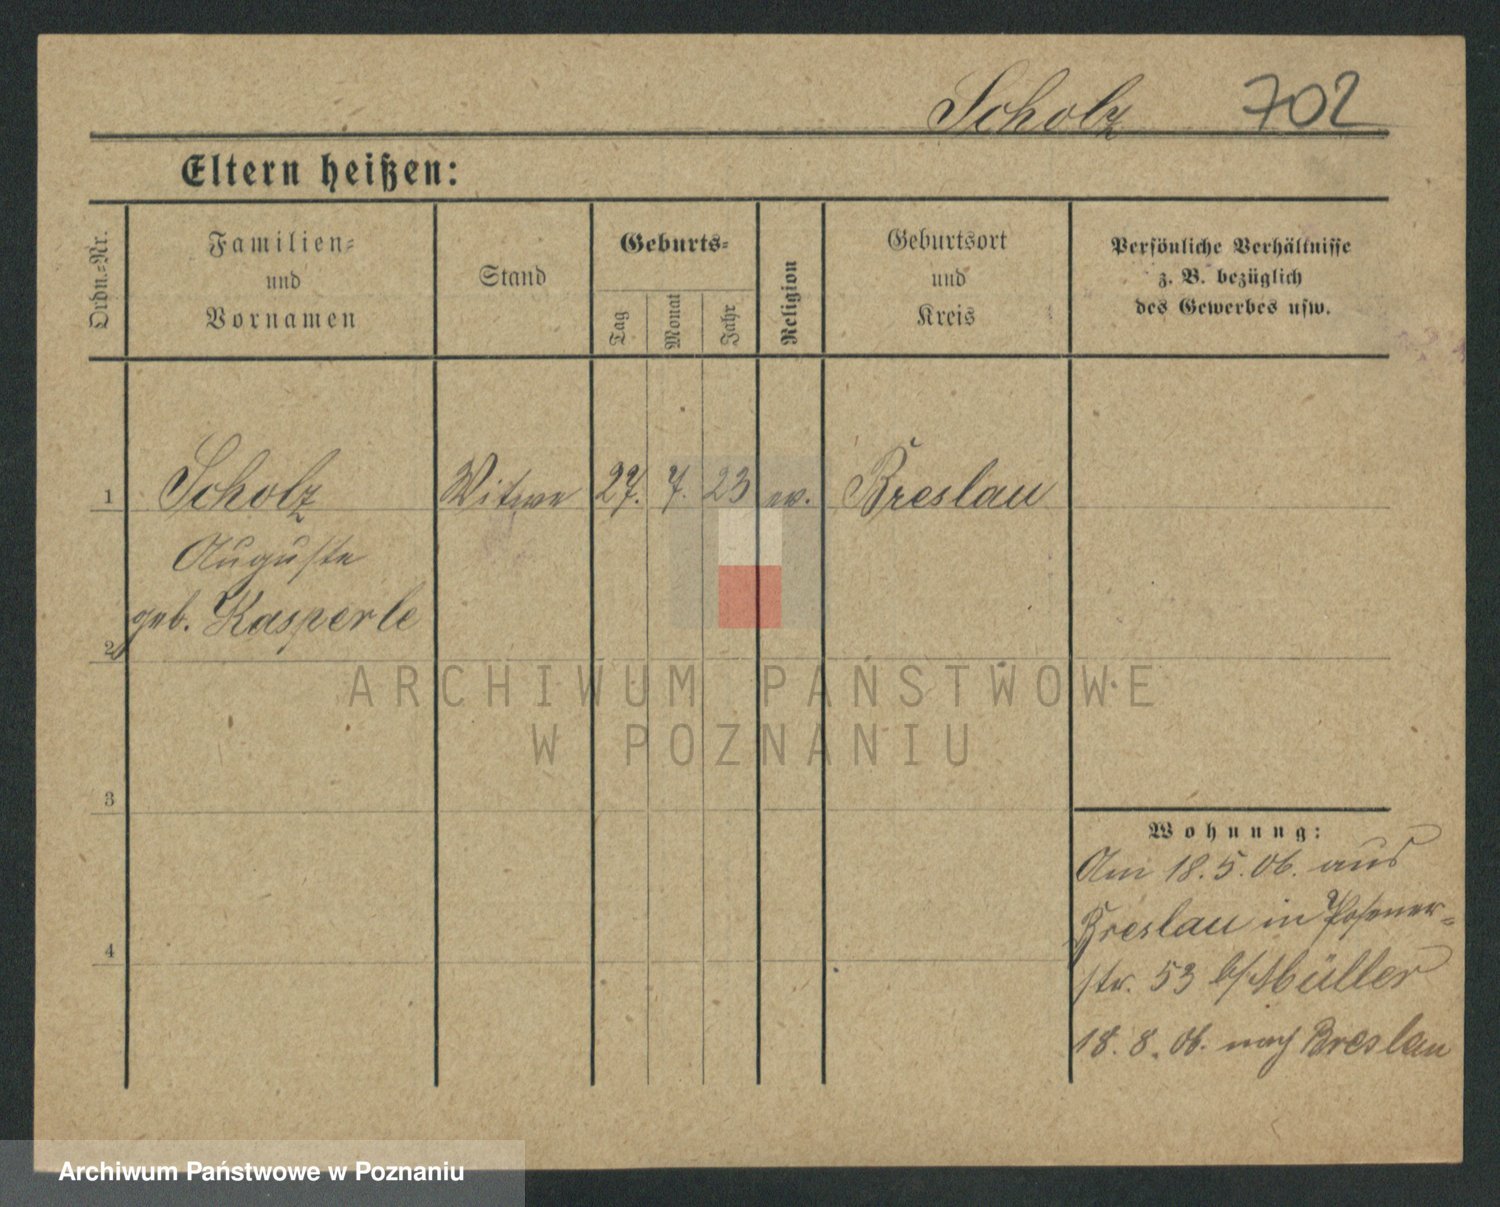 Scholz 702
Eltern heißen:
Ordn.-Nr.
Familien-
und
Vornamen
Stand
Geburts-
Tag
Monat
Jahr
Religion
Geburtsort
und
Kreis
Persönliche Verhältnisse
z. B. bezüglich
des Gewerbes usw.
1 Scholz Witwe 27. 7. 23 ev. Breslau
Auguste
geb. Kasperle
2
3
4
Wohnung:
Am 18.5.06. aus
Breslau in Posener-
str. 53 b/Müller
18. 8. 06. nach Breslau
ARCHIWUM PAŃSTWOWE
W POZNANIU
Archiwum Państwowe w Poznaniu